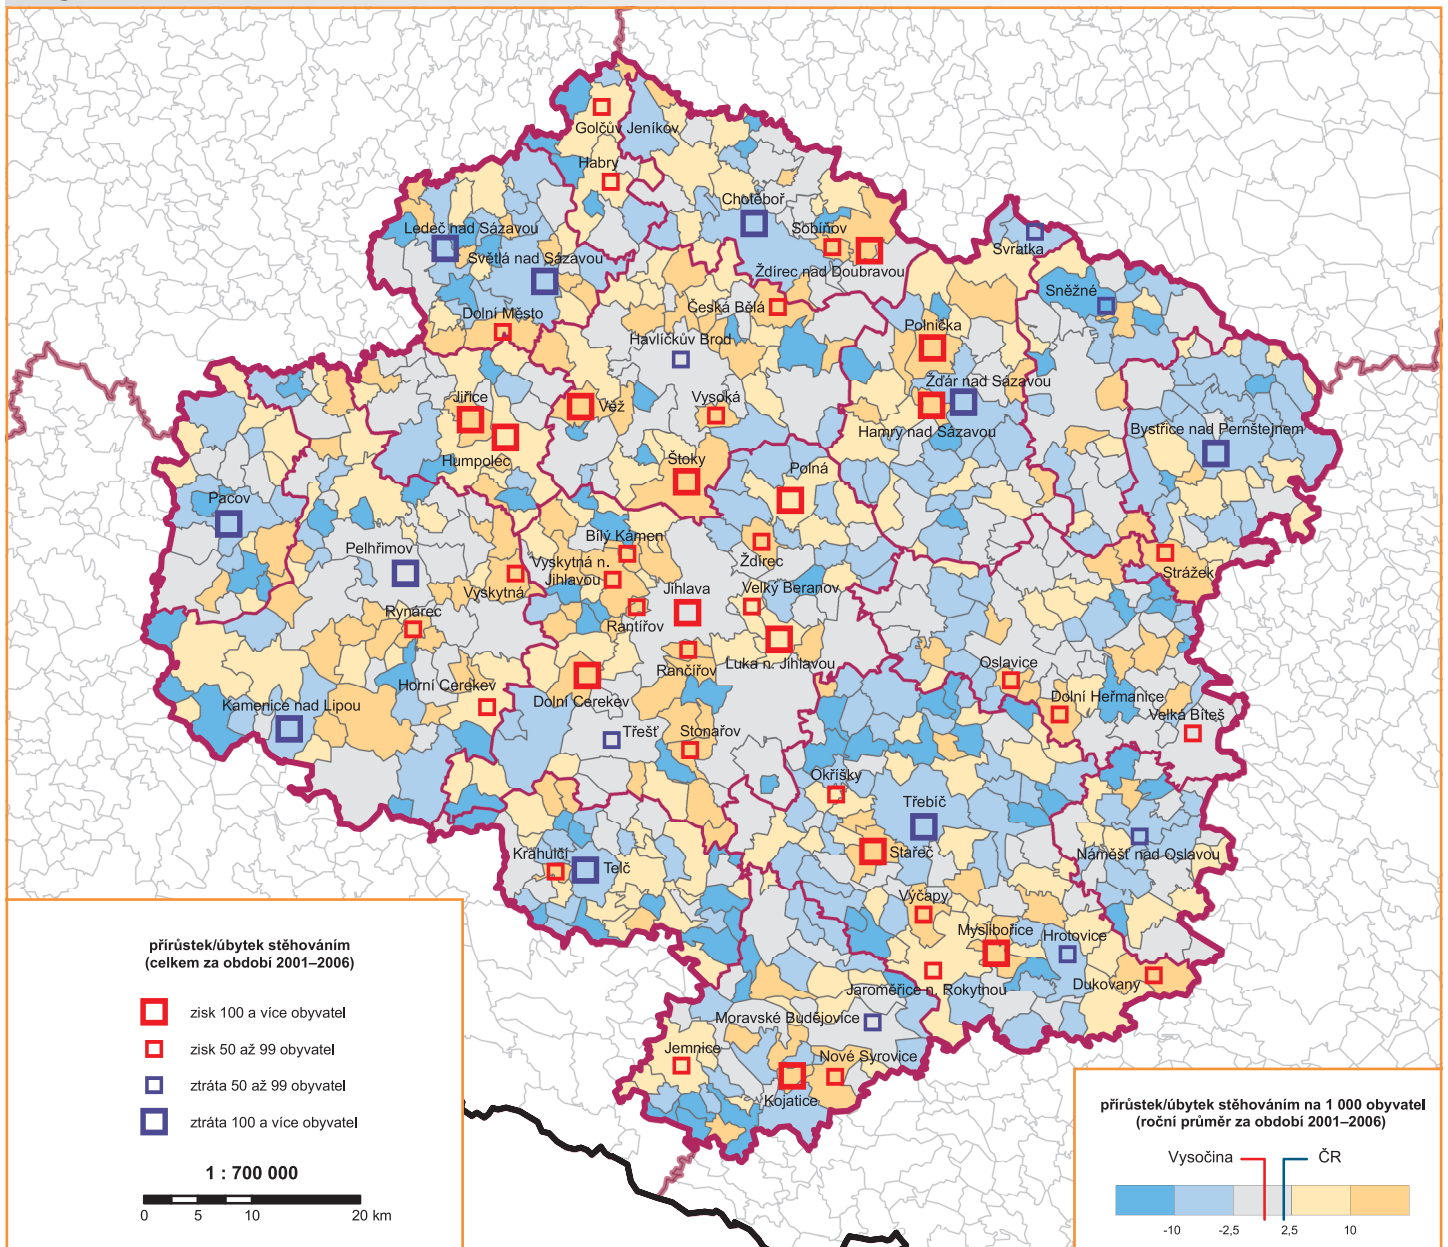 Golčův Jeníkov
Habry
Chotěboř
Ledeč nad Sázavou
Sobíňov
Svratka
Světlá nad Sázavou
Ždírec nad Doubravou
Sněžné
Česká Bělá
Dolní Město
Polnička
Havlíčkův Brod
Žďár nad Sázavou
Jiřice
Věž
Vysoká
Bystřice nad Pernštejnem
Hamry nad Sázavou
Humpolec
Štoky
Polná
Pacov
Bílý Kámen
Pelhřimov
Vyskytná n.
Jihlavou
Ždírec
Strážek
Vyskytná
Jihlava
Velký Beranov
Rynárec
Rantířov
Oslavice
Rančířov
Luka n. Jihlavou
Horní Cerekev
Dolní Heřmanice
Kamenice nad Lipou
Dolní Cerekev
Velká Bíteš
Třešť
Stonařov
Okříšky
Třebíč
Krahulčí
Telč
Stařeč
Náměšť nad Oslavou
Výčapy
Myslibořice
Hrotovice
Dukovany
Jaroměřice n. Rokytnou
Moravské Budějovice
Jemnice
Nové Syrovice
Kojatice
přírůstek/úbytek stěhováním
(celkem za období 2001–2006)
zisk 100 a více obyvatel
zisk 50 až 99 obyvatel
ztráta 50 až 99 obyvatel
ztráta 100 a více obyvatel
1 : 700 000
0 5 10 20 km
přírůstek/úbytek stěhováním na 1 000 obyvatel
(roční průměr za období 2001–2006)
Vysočina ČR
-10 -2,5 2,5 10